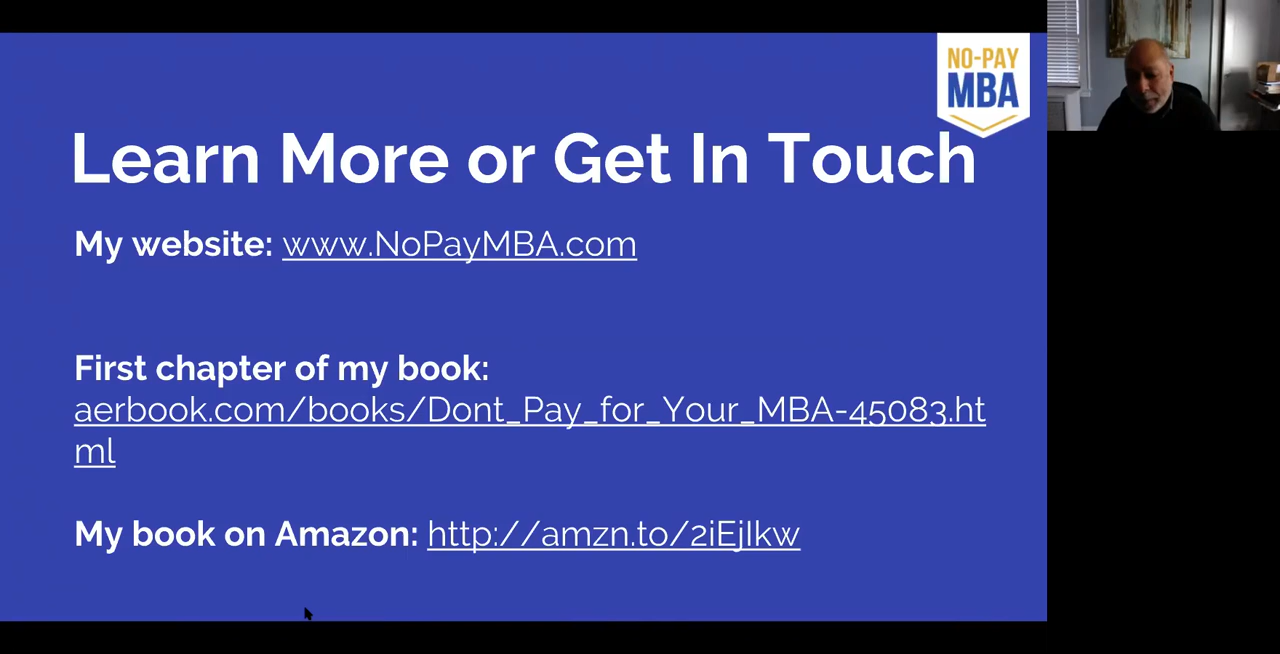 NO-PAY
MBA
Learn More or Get In Touch
My website: www.NoPayMBA.com
First chapter of my book:
aerbook.com/books/Dont_Pay_for_Your_MBA-45083.ht
ml
My book on Amazon: http://amzn.to/2iEjIkw